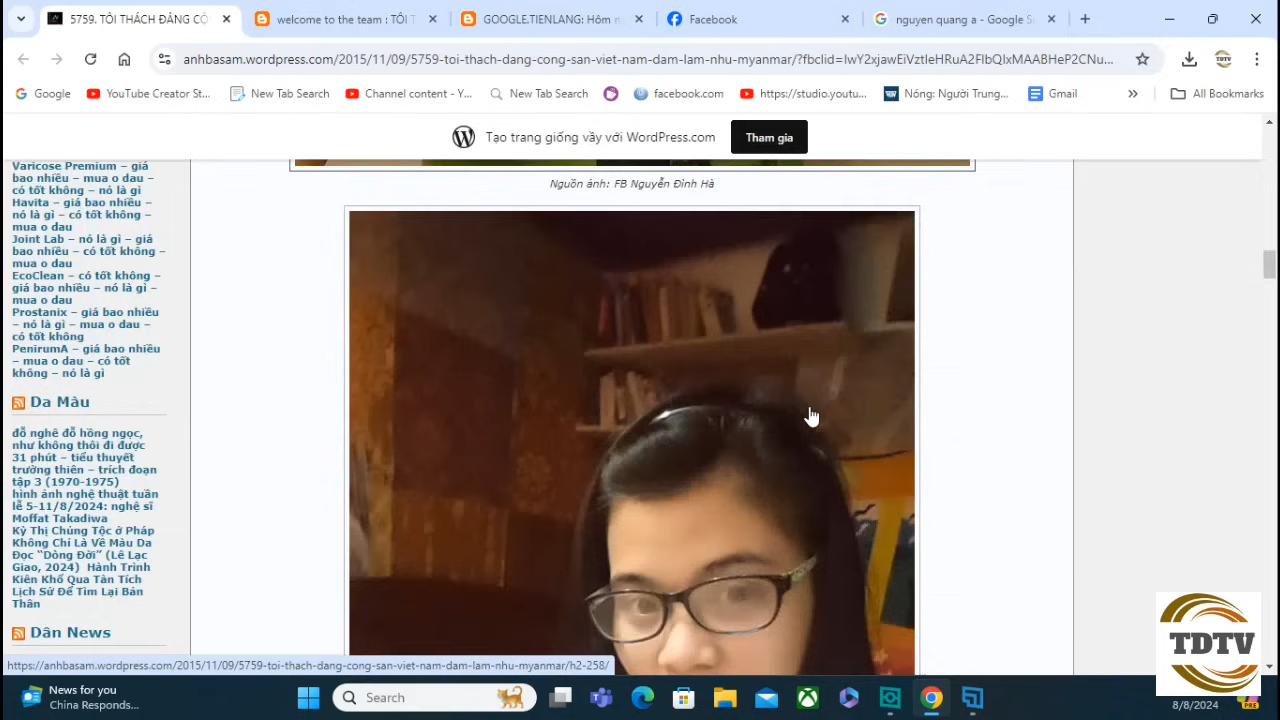 5759. TÔI THÁCH ĐẢNG CỘ
welcome to the team : TÔI T
GOOGLE.TIENLANG: Hôm n
Facebook
nguyen quang a - Google S
anhbasam.wordpress.com/2015/11/09/5759-toi-thach-dang-cong-san-viet-nam-dam-lam-nhu-myanmar/?fbclid=IwY2xjawEiVztleHRuA2FlbQIxMAABHeP2CNu...
Google
YouTube Creator St...
New Tab Search
Channel content - Y...
New Tab Search
facebook.com
https://studio.youtu...
Nóng: Người Trung...
Gmail
All Bookmarks
Tạo trang giống vầy với WordPress.com
Tham gia
Varicose Premium – giá
bao nhiều – mua o dau –
có tốt không – nó là gì
Havita – giá bao nhiều –
nó là gì – có tốt không –
mua o dau
Joint Lab – nó là gì – giá
bao nhiều – có tốt không –
mua o dau
EcoClean – có tốt không –
giá bao nhiều – nó là gì –
mua o dau
Prostanix – giá bao nhiều
– nó là gì – mua o dau –
có tốt không
PenirumA – giá bao nhiều
– mua o dau – có tốt
không – nó là gì
Da Màu
đỗ nghê đỗ hồng ngọc,
như không thôi đi được
31 phút – tiểu thuyết
trường thiên – trích đoạn
tập 3 (1970-1975)
hình ảnh nghệ thuật tuần
lễ 5-11/8/2024: nghệ sĩ
Moffat Takadiwa
Kỳ Thị Chủng Tộc ở Pháp
Không Chỉ Là Về Màu Da
Đọc “Dòng Đời” (Lê Lạc
Giao, 2024) Hành Trình
Kiên Khổ Qua Tàn Tích
Lịch Sử Để Tìm Lại Bản
Thân
Dân News
Nguồn ảnh: FB Nguyễn Đình Hà
https://anhbasam.wordpress.com/2015/11/09/5759-toi-thach-dang-cong-san-viet-nam-dam-lam-nhu-myanmar/h2-258/
TDTV
News for you
China Responds...
Search
8/8/2024